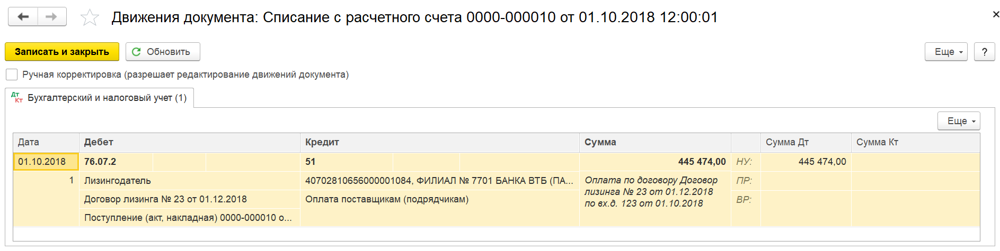 Движения документа: Списание с расчетного счета 0000-000010 от 01.10.2018 12:00:01
Записать и закрыть
Обновить
Еще
?
Ручная корректировка (разрешает редактирование движений документа)
Дт Кт Бухгалтерский и налоговый учет (1)
Еще
Дата Дебет Кредит Сумма Сумма Дт Сумма Кт
01.10.2018 76.07.2 51 445 474,00 НУ: 445 474,00
1 Лизингодатель 40702810656000001084, ФИЛИАЛ № 7701 БАНКА ВТБ (ПА... Оплата по договору Договор ПР:
лизинга № 23 от 01.12.2018
Договор лизинга № 23 от 01.12.2018 Оплата поставщикам (подрядчикам) по вх.д. 123 от 01.10.2018 ВР:
Поступление (акт, накладная) 0000-000010 о...